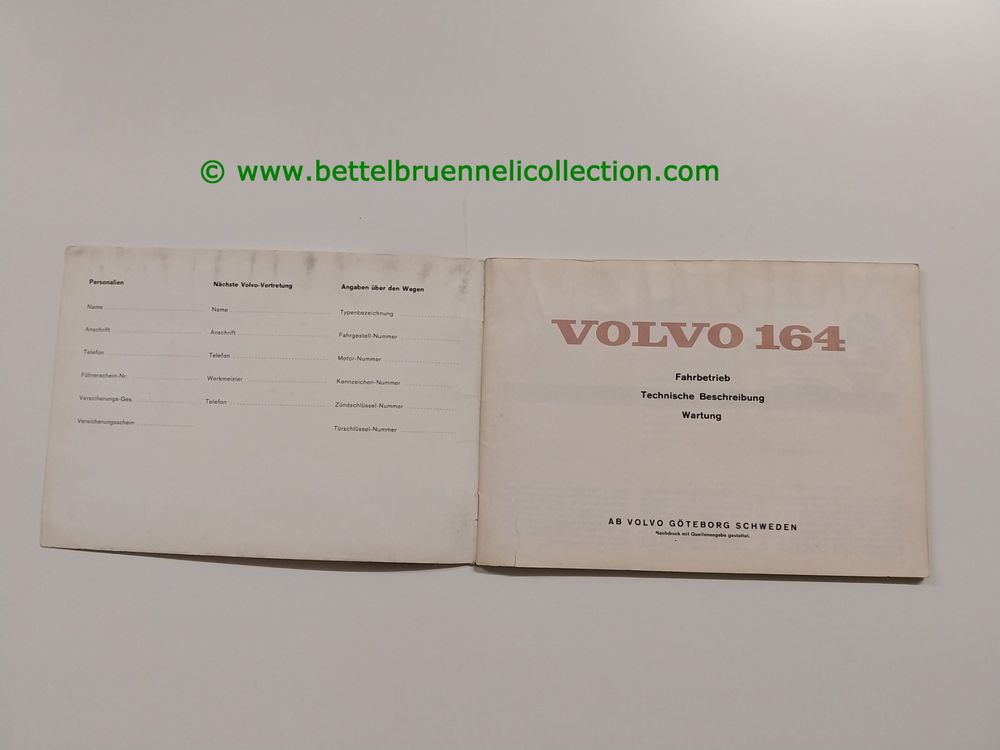 © www.bettelbruennelicollection.com
Personalien
Name
Anschrift
Telefon
Führerschein-Nr.
Versicherungs-Ges.
Versicherungsschein
Nächste Volvo-Vertretung
Name
Anschrift
Telefon
Werkmeister
Telefon
Angaben über den Wagen
Typenbezeichnung
Fahrgestell-Nummer
Motor-Nummer
Kennzeichen-Nummer
Zündschlüssel-Nummer
Türschlüssel-Nummer
VOLVO 164
Fahrbetrieb
Technische Beschreibung
Wartung
AB VOLVO GÖTEBORG SCHWEDEN
Nachdruck mit Quellenangabe gestattet.